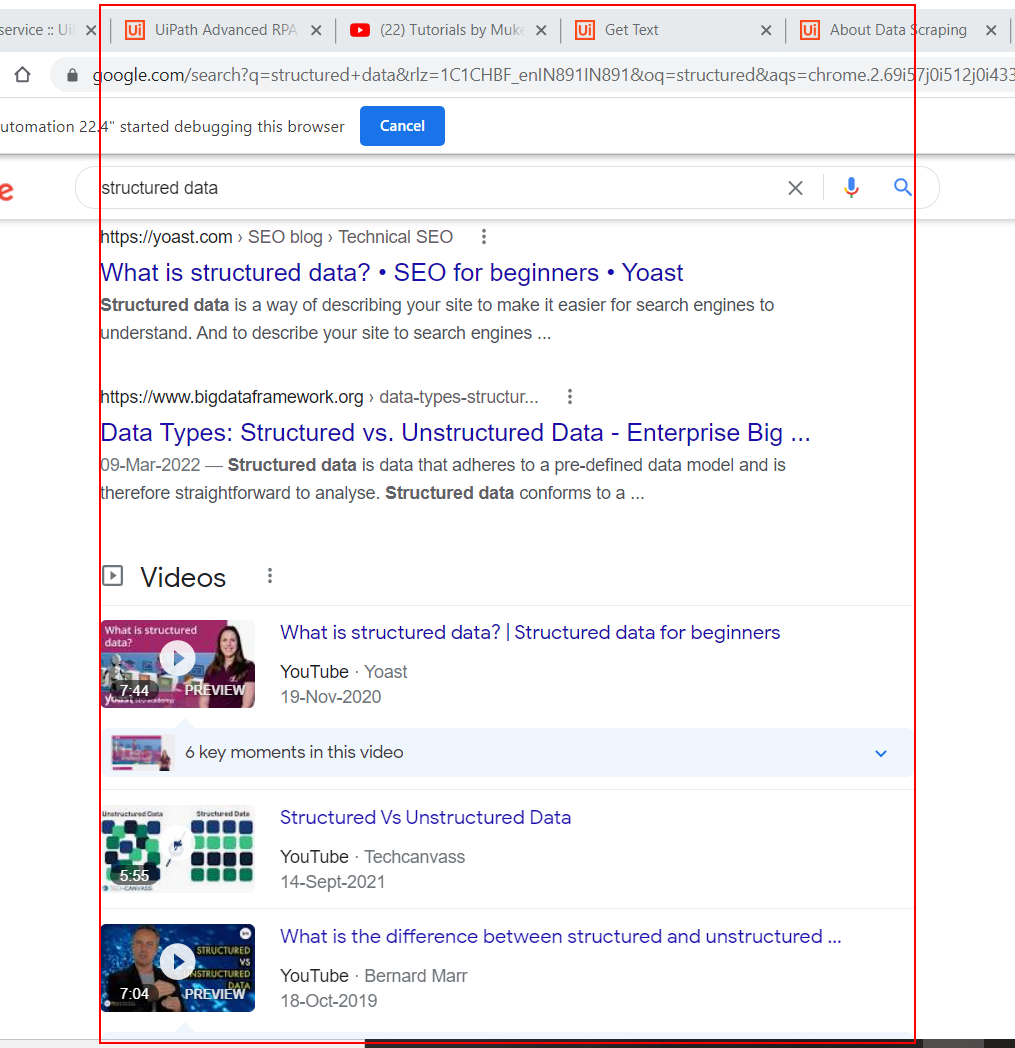 service :: Ui
Ui UiPath Advanced RPA
(22) Tutorials by Muke
Ui Get Text
Ui About Data Scraping
google.com/search?q=structured+data&rlz=1C1CHBF_enIN891IN891&oq=structured&aqs=chrome.2.69i57j0i512j0i433
utomation 22.4" started debugging this browser Cancel
e
structured data
https://yoast.com › SEO blog › Technical SEO
What is structured data? • SEO for beginners • Yoast
Structured data is a way of describing your site to make it easier for search engines to
understand. And to describe your site to search engines ...
https://www.bigdataframework.org › data-types-structur...
Data Types: Structured vs. Unstructured Data - Enterprise Big ...
09-Mar-2022 — Structured data is data that adheres to a pre-defined data model and is
therefore straightforward to analyse. Structured data conforms to a ...
Videos
What is structured
data?
7:44 PREVIEW
yoast SEO academy
What is structured data? | Structured data for beginners
YouTube · Yoast
19-Nov-2020
6 key moments in this video
Unstructured Data Structured Data
5:55
TECHCANVASS
Structured Vs Unstructured Data
YouTube · Techcanvass
14-Sept-2021
STRUCTURED
VS
UNSTRUCTURED
DATA
7:04 PREVIEW
What is the difference between structured and unstructured ...
YouTube · Bernard Marr
18-Oct-2019